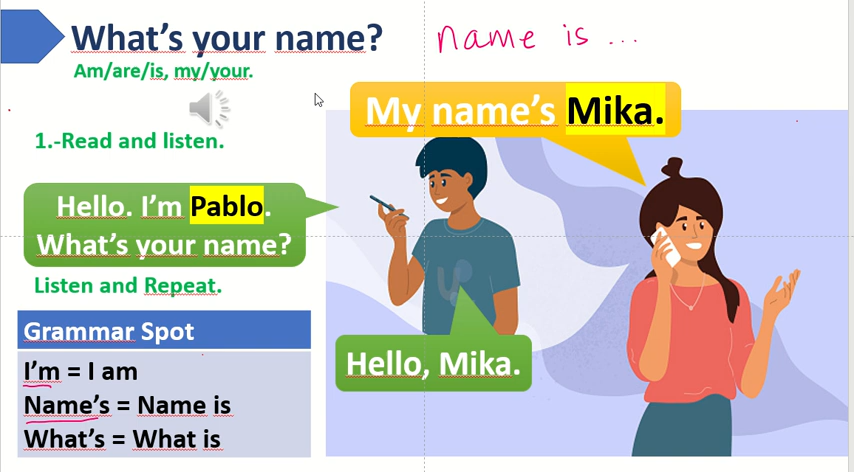 What's your name?
name is ...
Am/are/is, my/your.
My name's Mika.
1.-Read and listen.
Hello. I'm Pablo.
What's your name?
Listen and Repeat.
Hello, Mika.
Grammar Spot
I'm = I am
Name's = Name is
What's = What is